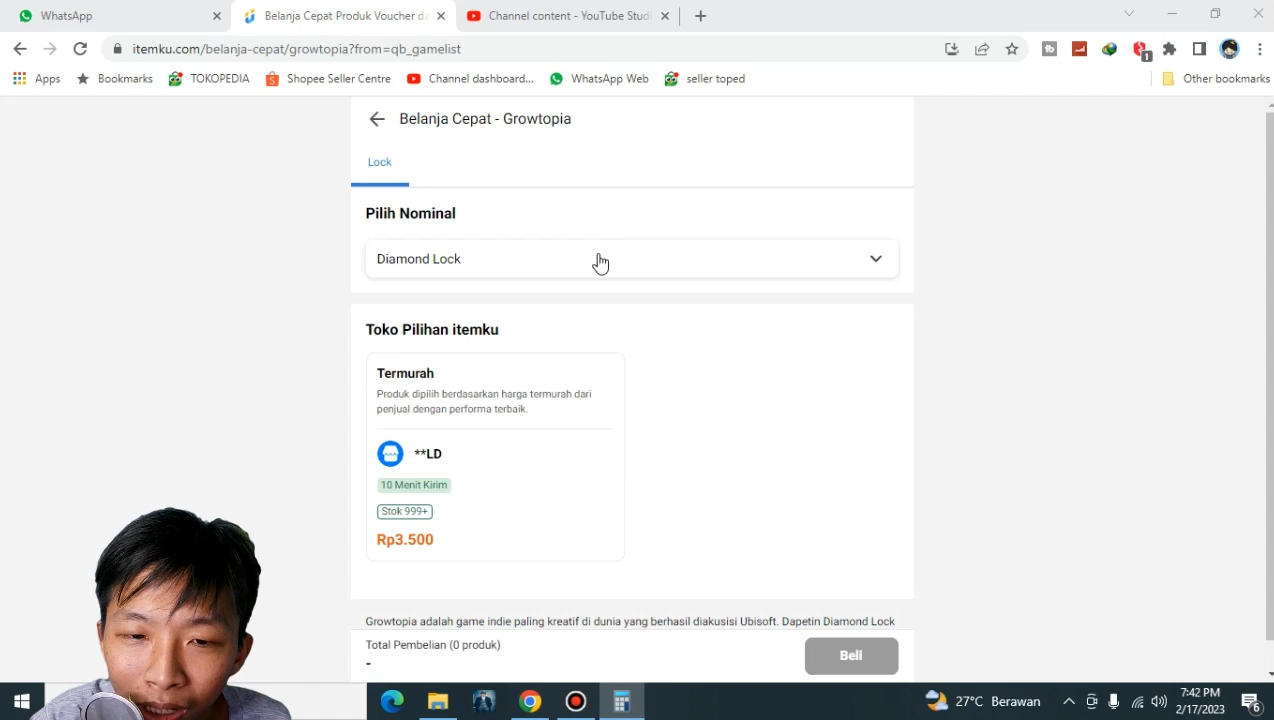 WhatsApp
Belanja Cepat Produk Voucher da
Channel content - YouTube Studi
itemku.com/belanja-cepat/growtopia?from=qb_gamelist
Apps
Bookmarks
TOKOPEDIA
Shopee Seller Centre
Channel dashboard...
WhatsApp Web
seller toped
Other bookmarks
Belanja Cepat - Growtopia
Lock
Pilih Nominal
Diamond Lock
Toko Pilihan itemku
Termurah
Produk dipilih berdasarkan harga termurah dari
penjual dengan performa terbaik.
**LD
10 Menit Kirim
Stok 999+
Rp3.500
Growtopia adalah game indie paling kreatif di dunia yang berhasil diakusisi Ubisoft. Dapetin Diamond Lock
Total Pembelian (0 produk)
-
Beli
27°C Berawan
7:42 PM
2/17/2023
6